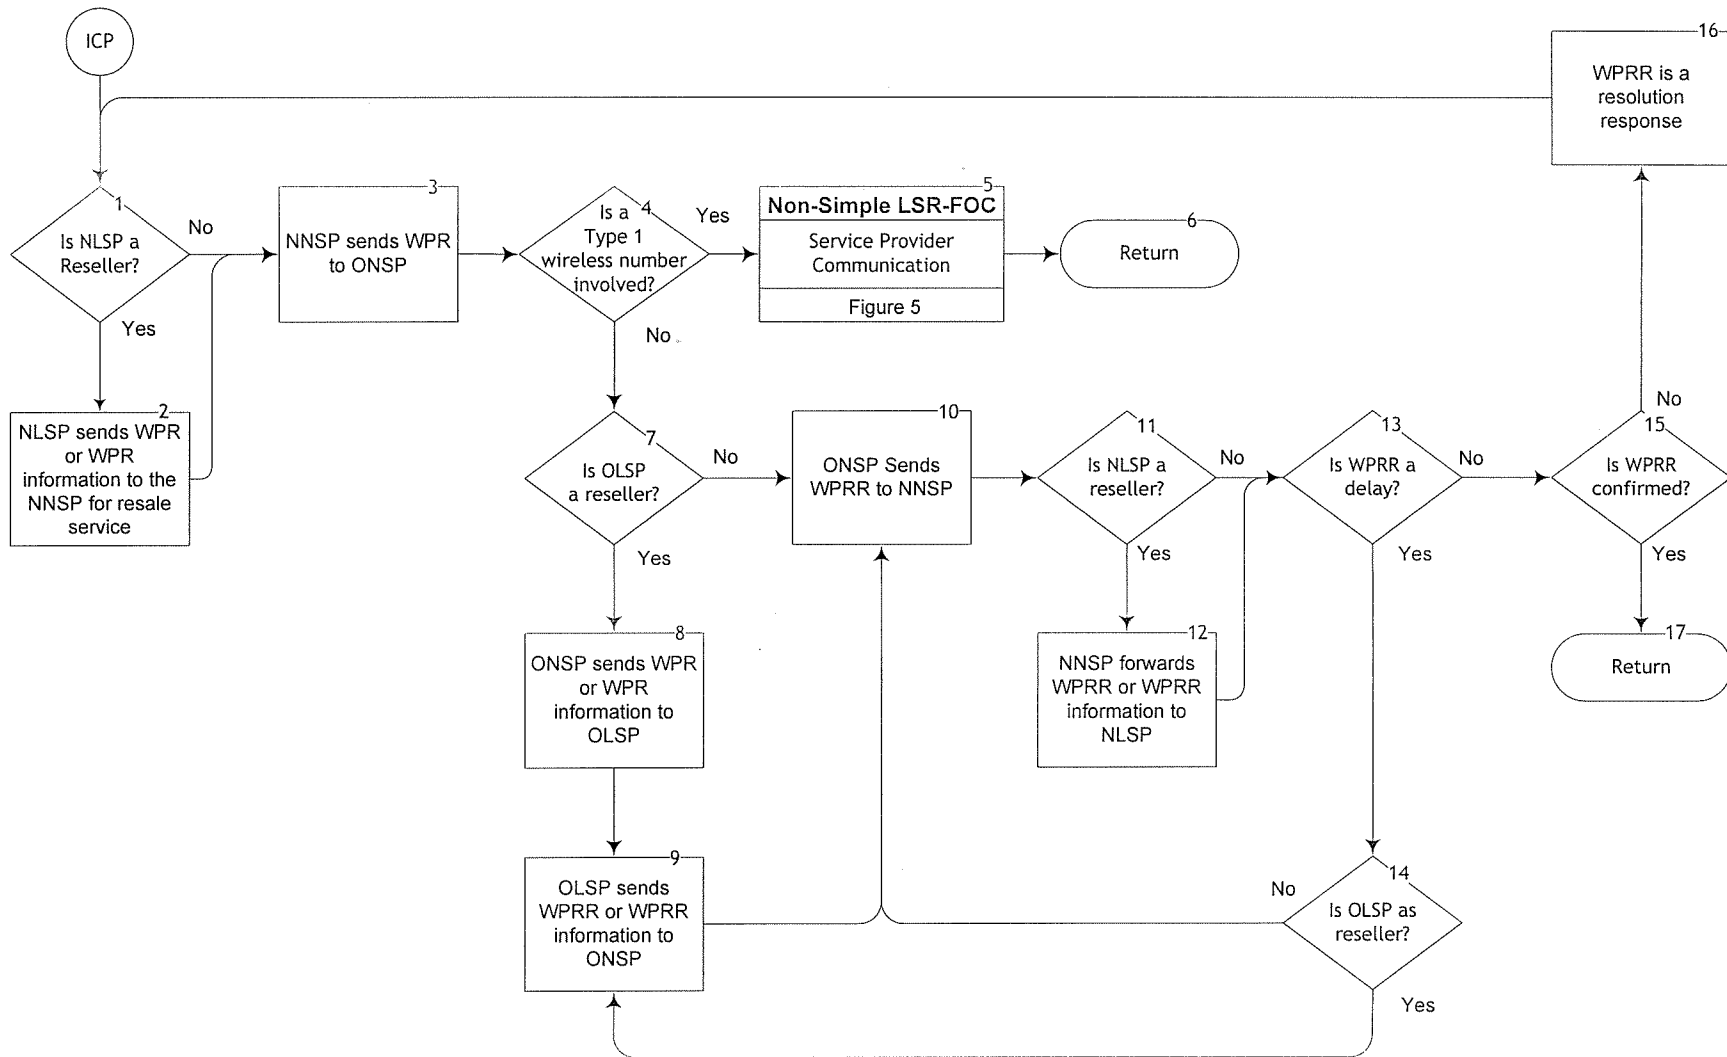 ICP
16
WPRR is a
resolution
response
1
Is NLSP a
Reseller?
No
Yes
3
NNSP sends WPR
to ONSP
4
Is a
Type 1
wireless number
involved?
Yes
No
5
Non-Simple LSR-FOC
Service Provider
Communication
Figure 5
6
Return
2
NLSP sends WPR
or WPR
information to the
NNSP for resale
service
7
Is OLSP
a reseller?
No
Yes
10
ONSP Sends
WPRR to NNSP
11
Is NLSP a
reseller?
No
Yes
13
Is WPRR a
delay?
No
Yes
No
15
Is WPRR
confirmed?
Yes
8
ONSP sends WPR
or WPR
information to
OLSP
12
NNSP forwards
WPRR or WPRR
information to
NLSP
17
Return
9
OLSP sends
WPRR or WPRR
information to
ONSP
No
14
Is OLSP as
reseller?
Yes